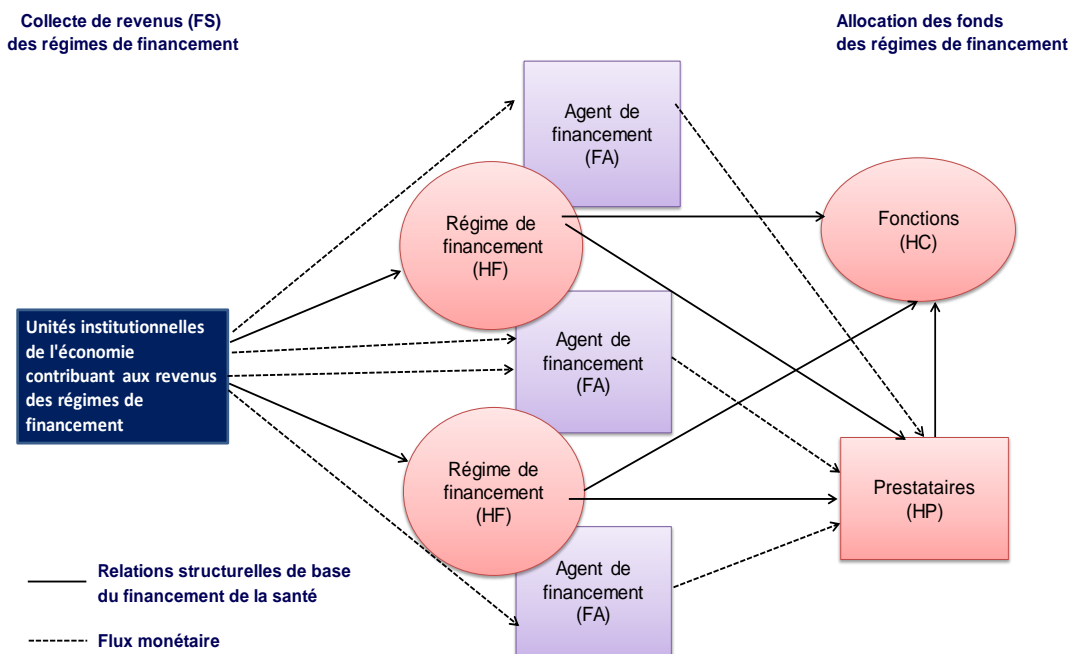 Collecte de revenus (FS)
des régimes de financement
Allocation des fonds
des régimes de financement
Agent de
financement
(FA)
Régime de
financement
(HF)
Fonctions
(HC)
Unités institutionnelles
de l'économie
contribuant aux revenus
des régimes de
financement
Agent de
financement
(FA)
Régime de
financement
(HF)
Prestataires
(HP)
Agent de
financement
(FA)
Relations structurelles de base
du financement de la santé
Flux monétaire